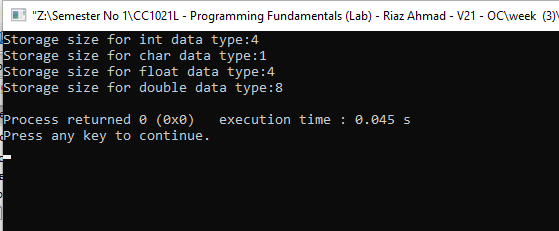 "Z:\Semester No 1\CC1021L - Programming Fundamentals (Lab) - Riaz Ahmad - V21 - OC\week (3)\
Storage size for int data type:4
Storage size for char data type:1
Storage size for float data type:4
Storage size for double data type:8
Process returned 0 (0x0)   execution time : 0.045 s
Press any key to continue.